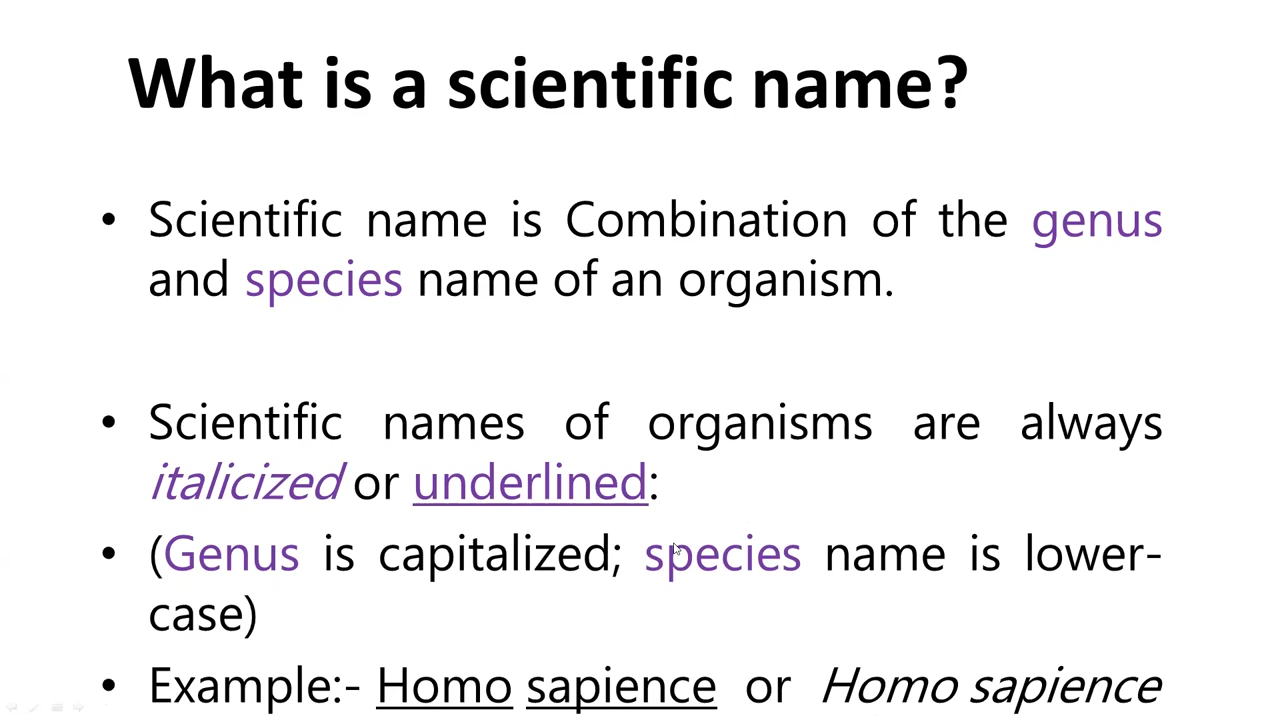 What is a scientific name?
• Scientific name is Combination of the genus
and species name of an organism.
• Scientific names of organisms are always
italicized or underlined:
• (Genus is capitalized; species name is lower-
case)
• Example:- Homo sapience or Homo sapience